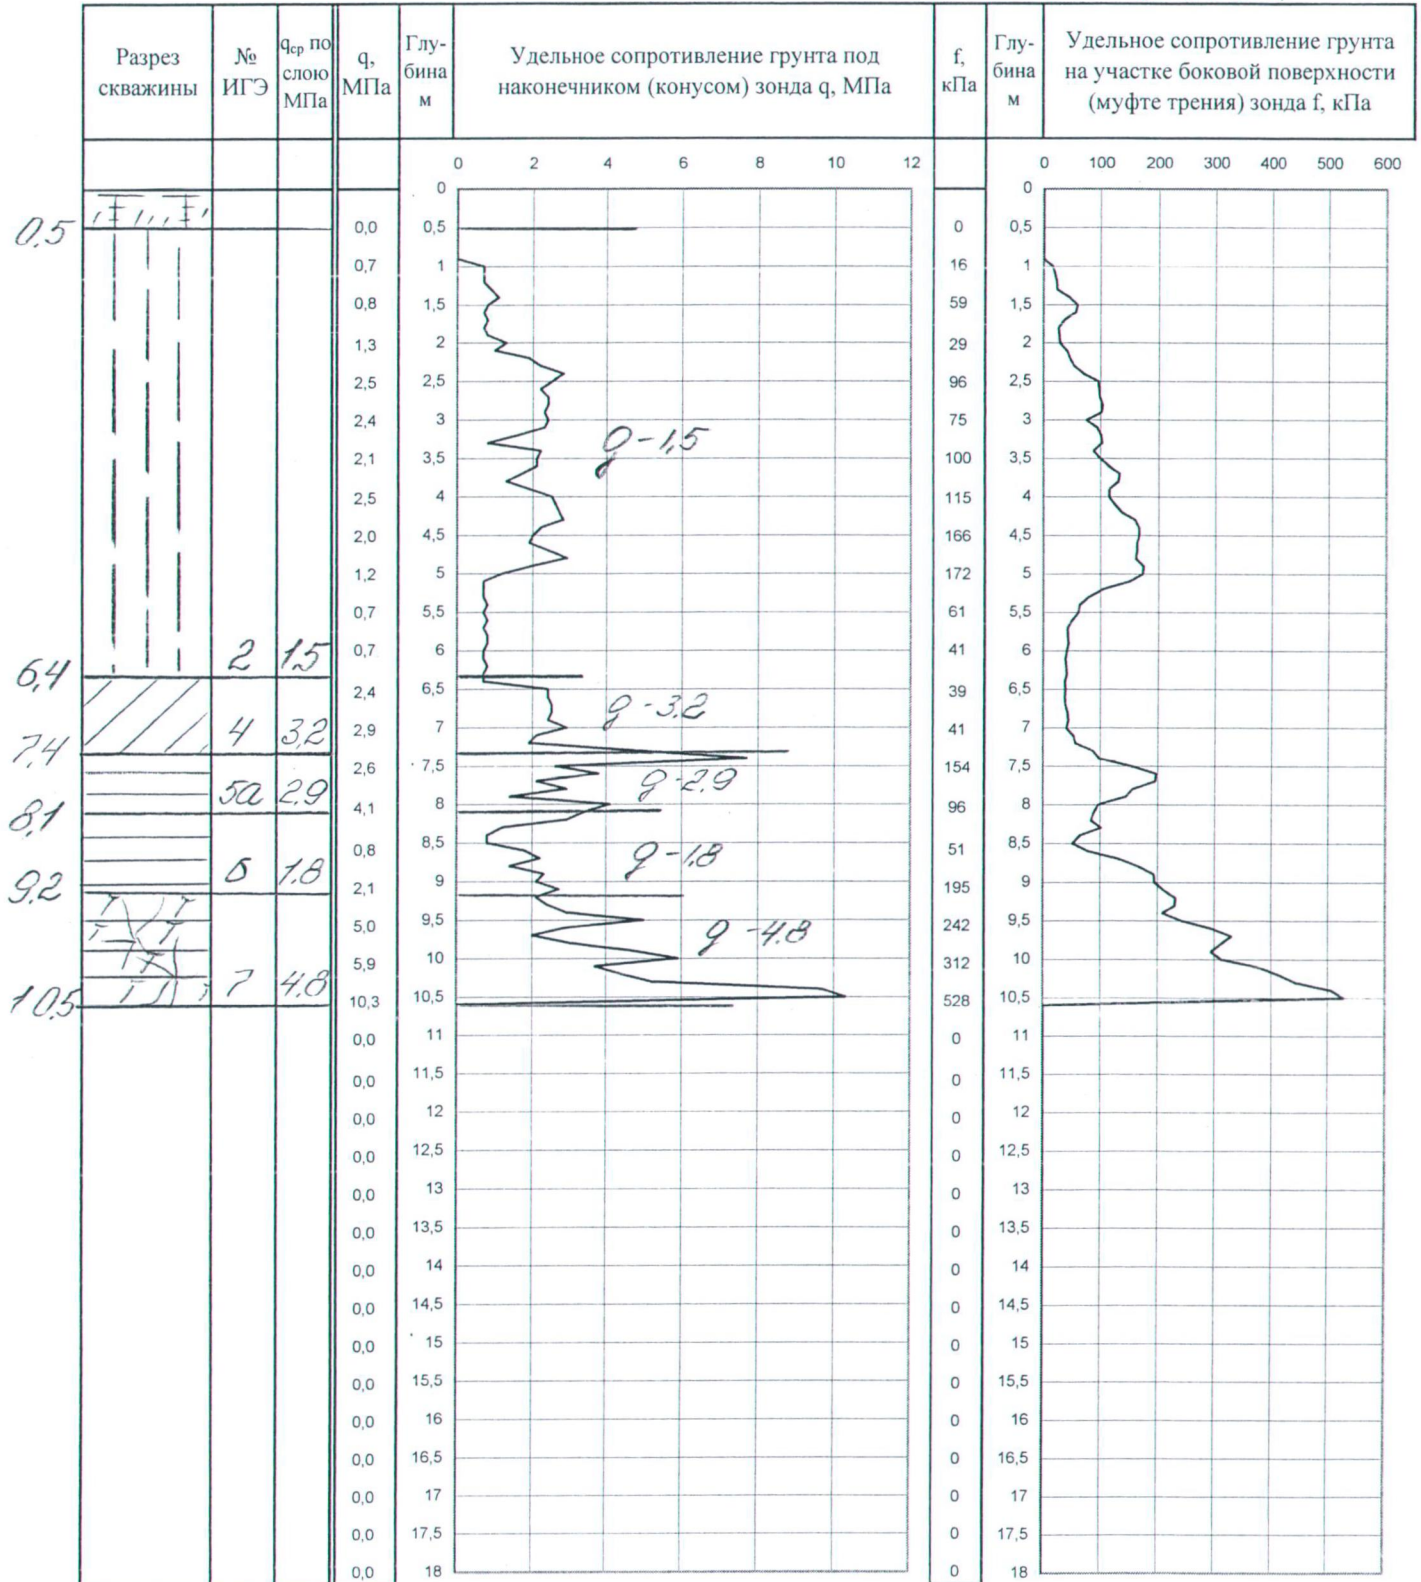 Разрез скважины
№ ИГЭ
qср по слою МПа
q, МПа
Глу-бина м
Удельное сопротивление грунта под
наконечником (конусом) зонда q, МПа
f, кПа
Глу-бина м
Удельное сопротивление грунта
на участке боковой поверхности
(муфте трения) зонда f, кПа
0 2 4 6 8 10 12 0 100 200 300 400 500 600
0 0
0,5 0,0 0,5 0 0,5
0,7 1 16 1
0,8 1,5 59 1,5
1,3 2 29 2
2,5 2,5 96 2,5
2,4 3 75 3
g-1,5
2,1 3,5 100 3,5
2,5 4 115 4
2,0 4,5 166 4,5
1,2 5 172 5
0,7 5,5 61 5,5
0,7 6 41 6
6,4 2 1,5
2,4 6,5 39 6,5
g-3,2
7,4 4 3,2 2,9 7 41 7
2,6 7,5 154 7,5
g-2,9
8,1 5а 2,9 4,1 8 96 8
0,8 8,5 51 8,5
g-1,8
9,2 5 1,8 2,1 9 195 9
5,0 9,5 242 9,5
g-4,8
5,9 10 312 10
10,5 7 4,8 10,3 10,5 528 10,5
0,0 11 0 11
0,0 11,5 0 11,5
0,0 12 0 12
0,0 12,5 0 12,5
0,0 13 0 13
0,0 13,5 0 13,5
0,0 14 0 14
0,0 14,5 0 14,5
0,0 15 0 15
0,0 15,5 0 15,5
0,0 16 0 16
0,0 16,5 0 16,5
0,0 17 0 17
0,0 17,5 0 17,5
0,0 18 0 18